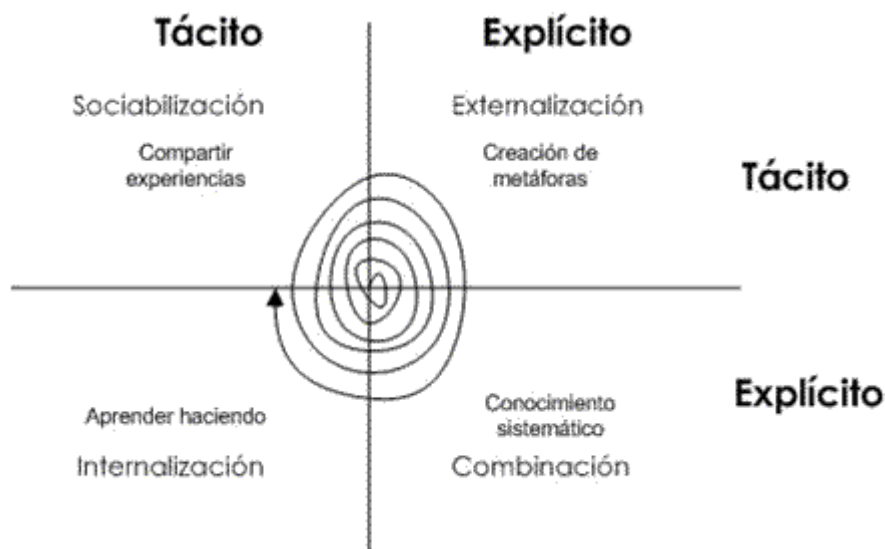 Tácito
Explícito
Sociabilización
Externalización
Compartir
experiencias
Creación de
metáforas
Tácito
Aprender haciendo
Conocimiento
sistemático
Explícito
Internalización
Combinación